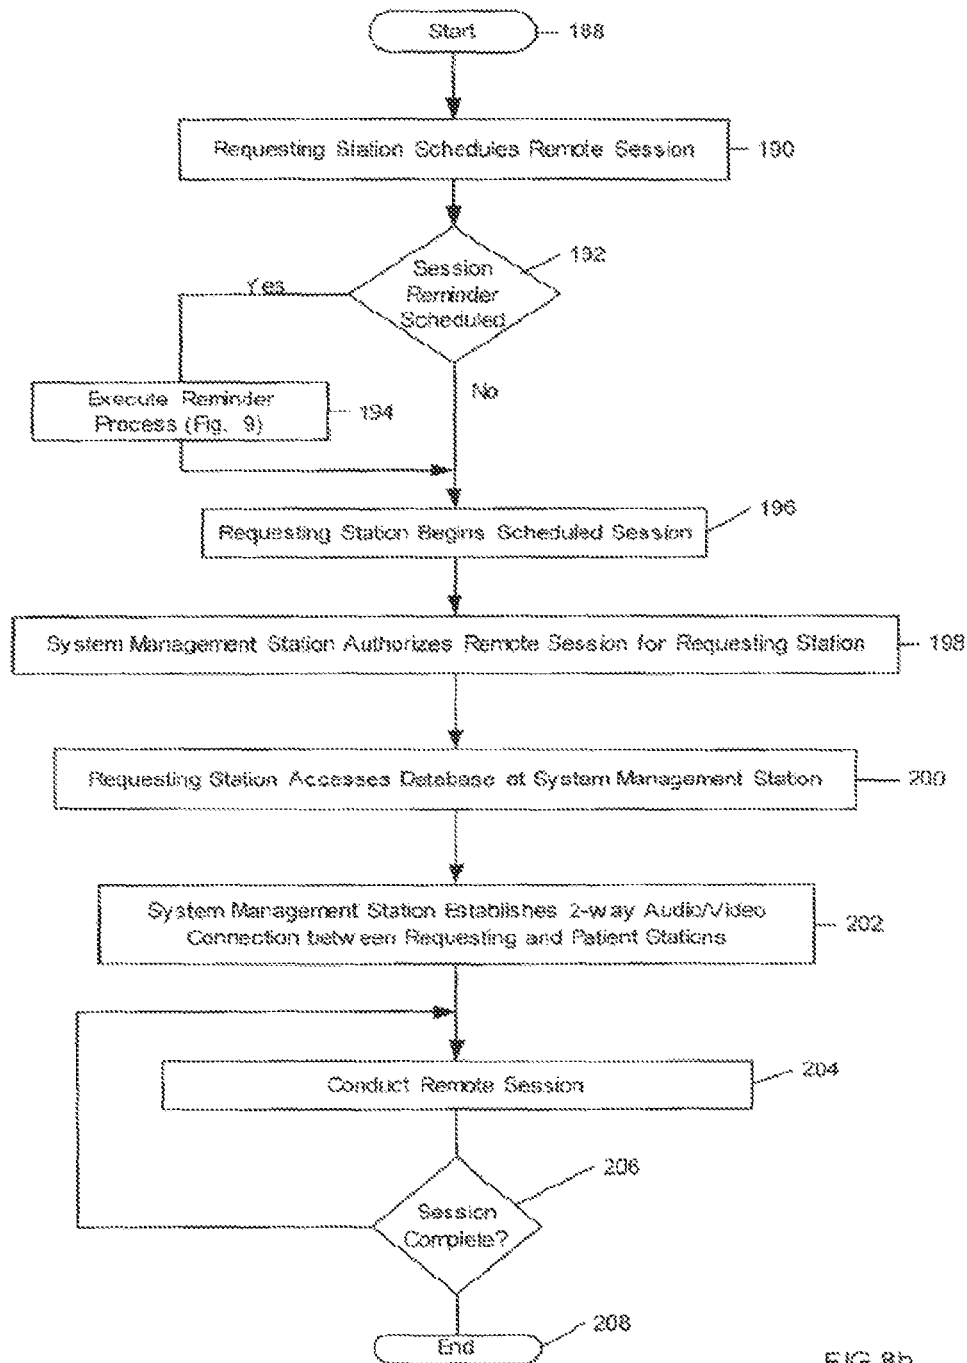 Start
188
Requesting Station Schedules Remote Session
190
192
Session
Reminder
Scheduled
Yes
No
Execute Reminder
Process (Fig. 9)
194
196
Requesting Station Begins Scheduled Session
System Management Station Authorizes Remote Session for Requesting Station
198
Requesting Station Accesses Database at System Management Station
200
System Management Station Establishes 2-way Audio/Video
Connection between Requesting and Patient Stations
202
Conduct Remote Session
204
206
Session
Complete?
End
208
FIG 8b